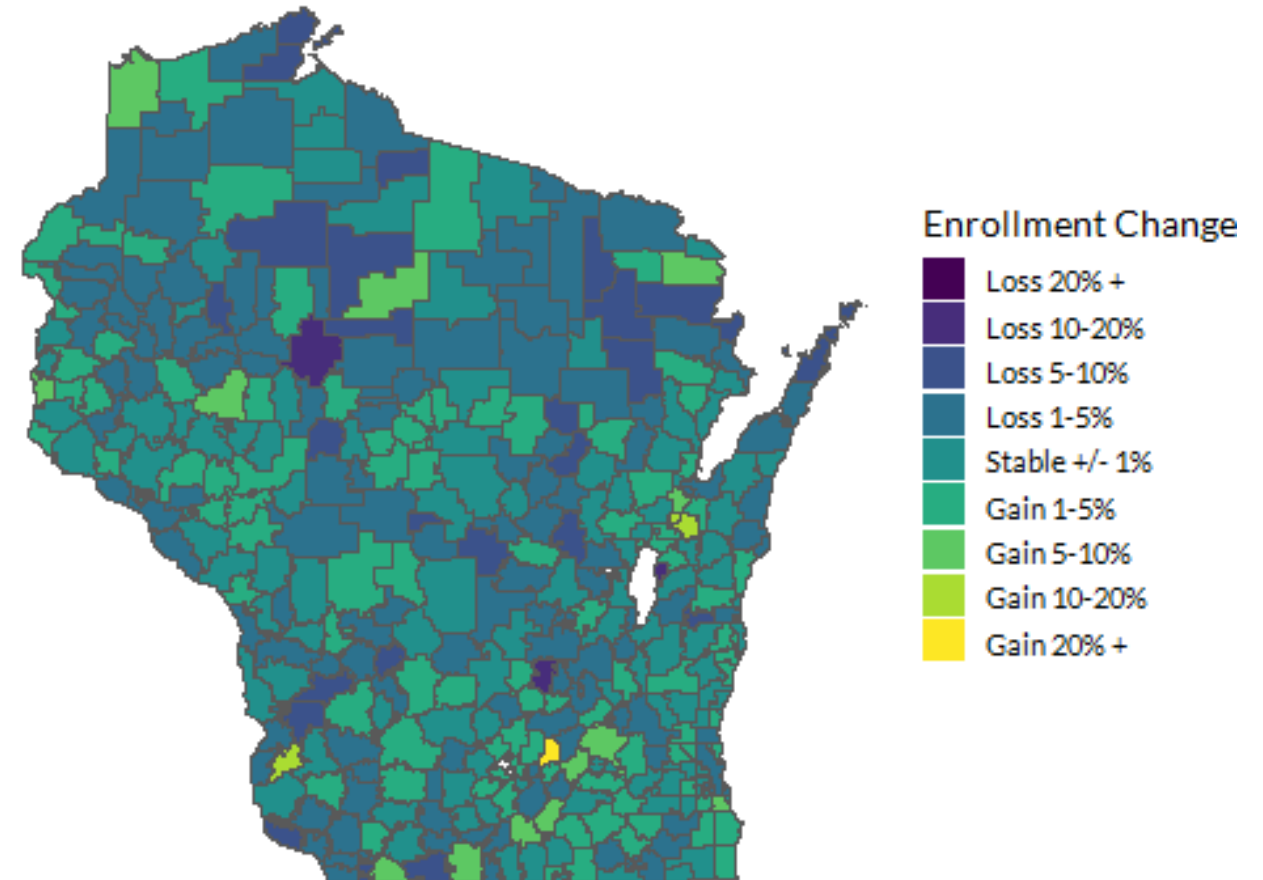 Enrollment Change
Loss 20% +
Loss 10-20%
Loss 5-10%
Loss 1-5%
Stable +/- 1%
Gain 1-5%
Gain 5-10%
Gain 10-20%
Gain 20% +